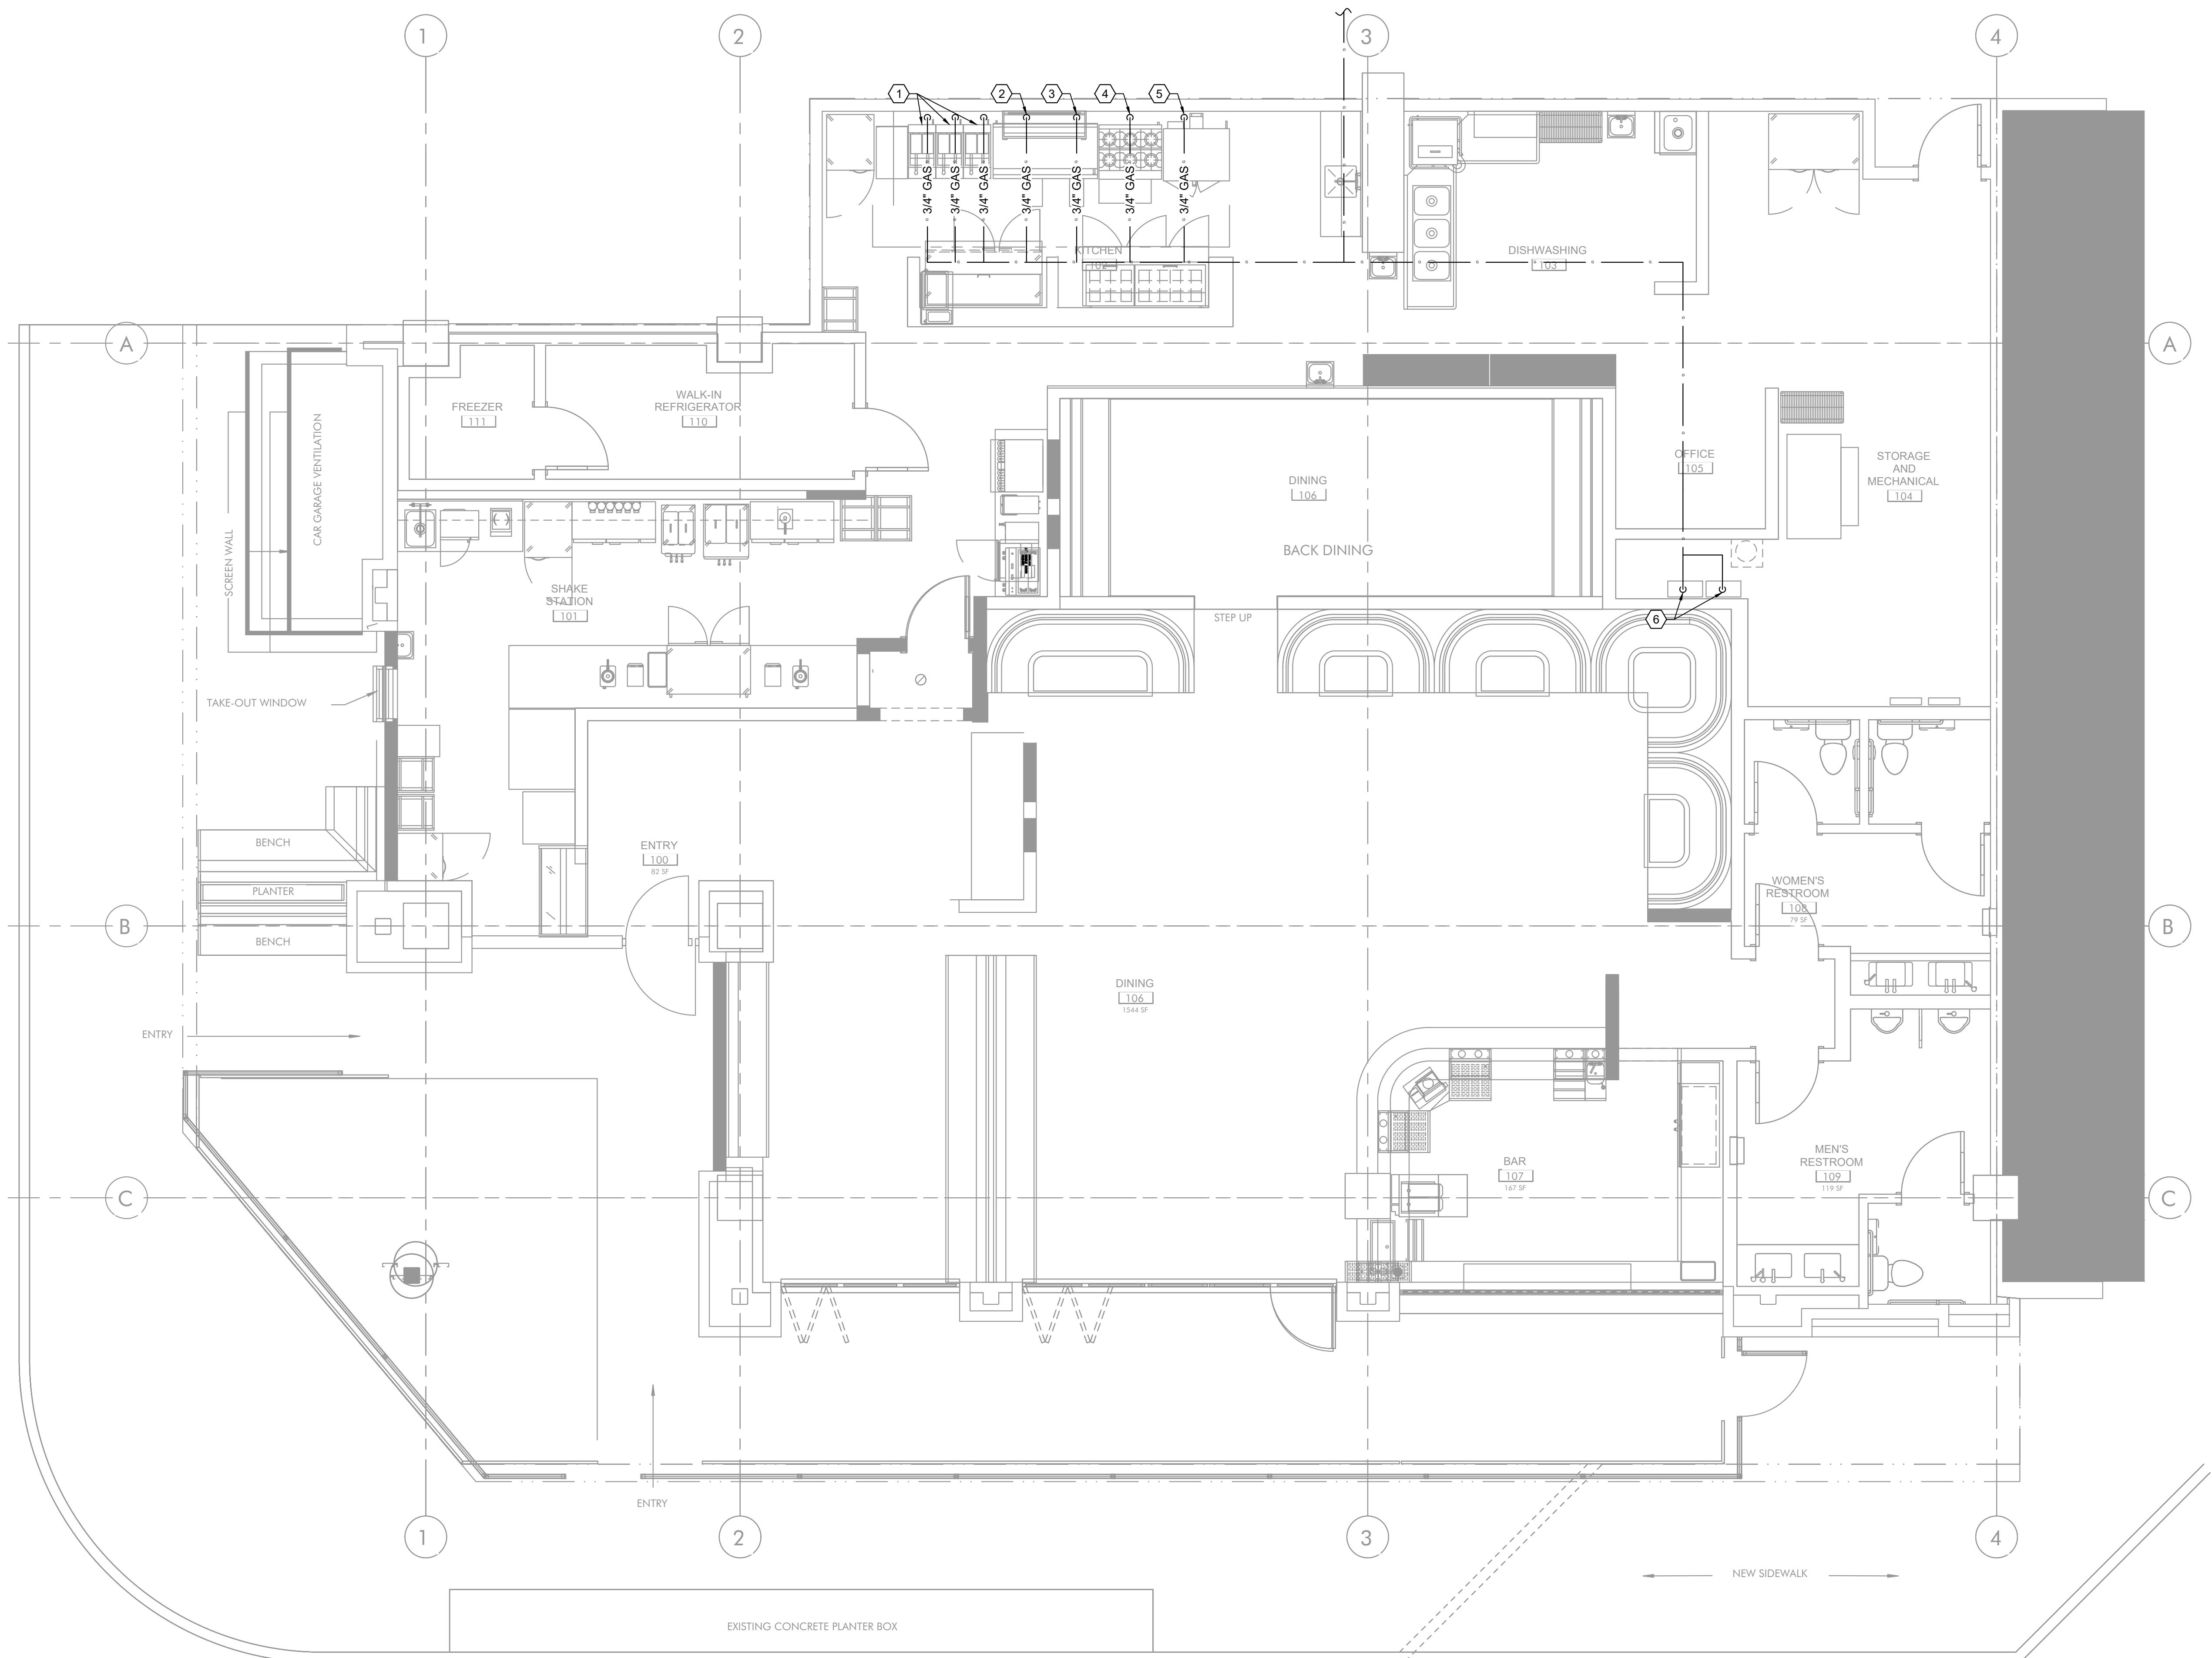 1
2
3
4
1
2
3
4
5
3/4" GAS
3/4" GAS
3/4" GAS
3/4" GAS
3/4" GAS
3/4" GAS
3/4" GAS
KITCHEN
102
DISHWASHING
103
A
A
FREEZER
111
WALK-IN
REFRIGERATOR
110
CAR GARAGE VENTILATION
SCREEN WALL
DINING
106
BACK DINING
OFFICE
105
STORAGE
AND
MECHANICAL
104
SHAKE
STATION
101
STEP UP
6
TAKE-OUT WINDOW
BENCH
PLANTER
BENCH
ENTRY
100
82 SF
WOMEN'S
RESTROOM
108
79 SF
B
B
DINING
106
1544 SF
ENTRY
BAR
107
167 SF
MEN'S
RESTROOM
109
119 SF
C
C
ENTRY
1
2
3
4
NEW SIDEWALK
EXISTING CONCRETE PLANTER BOX